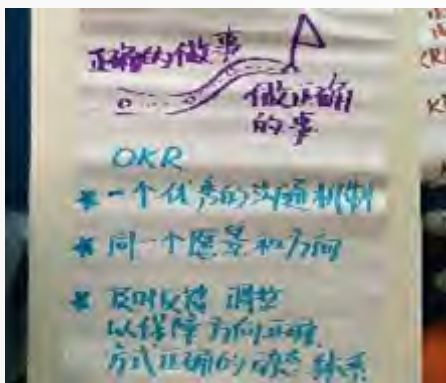 正确的做事
做正确
的事
OKR
* 一个优秀的沟通机制
* 同一个愿景和方向
* 及时反馈 调整
以保障方向正确
方式正确的动态体系